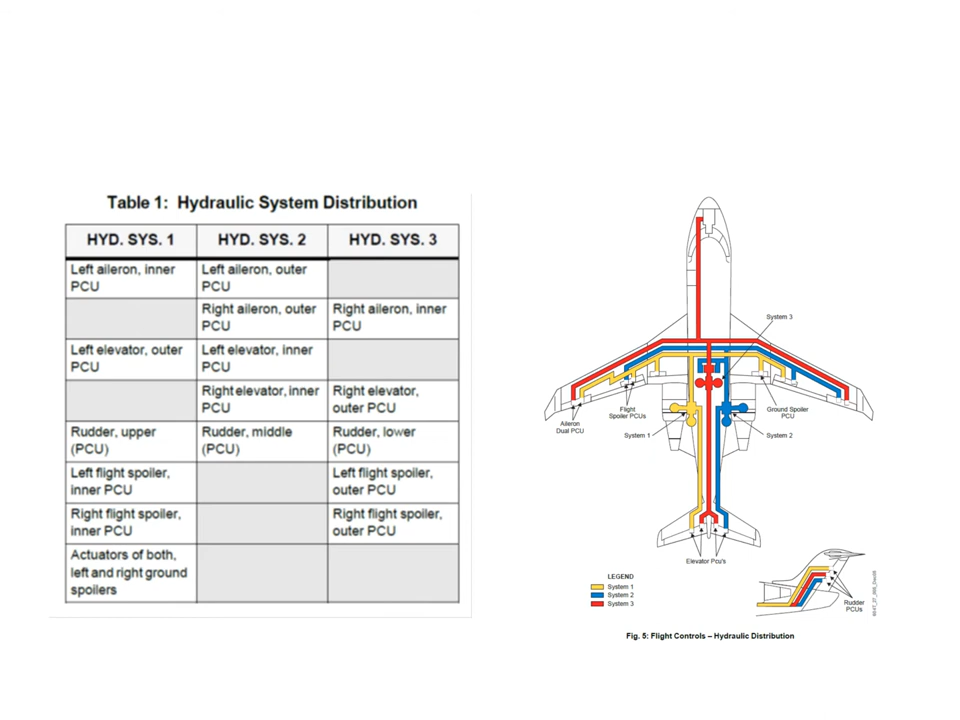 Table 1: Hydraulic System Distribution
HYD. SYS. 1 HYD. SYS. 2 HYD. SYS. 3
Left aileron, inner PCU Left aileron, outer PCU
Right aileron, outer PCU Right aileron, inner PCU
Left elevator, outer PCU Left elevator, inner PCU
Right elevator, inner PCU Right elevator, outer PCU
Rudder, upper (PCU) Rudder, middle (PCU) Rudder, lower (PCU)
Left flight spoiler, inner PCU Left flight spoiler, outer PCU
Right flight spoiler, inner PCU Right flight spoiler, outer PCU
Actuators of both, left and right ground spoilers
System 3
Aileron
Dual PCU
Flight
Spoiler PCUs
Ground Spoiler
PCU
System 1
System 2
Elevator Pcu's
LEGEND
System 1
System 2
System 3
Rudder
PCUs
Fig. 5: Flight Controls – Hydraulic Distribution